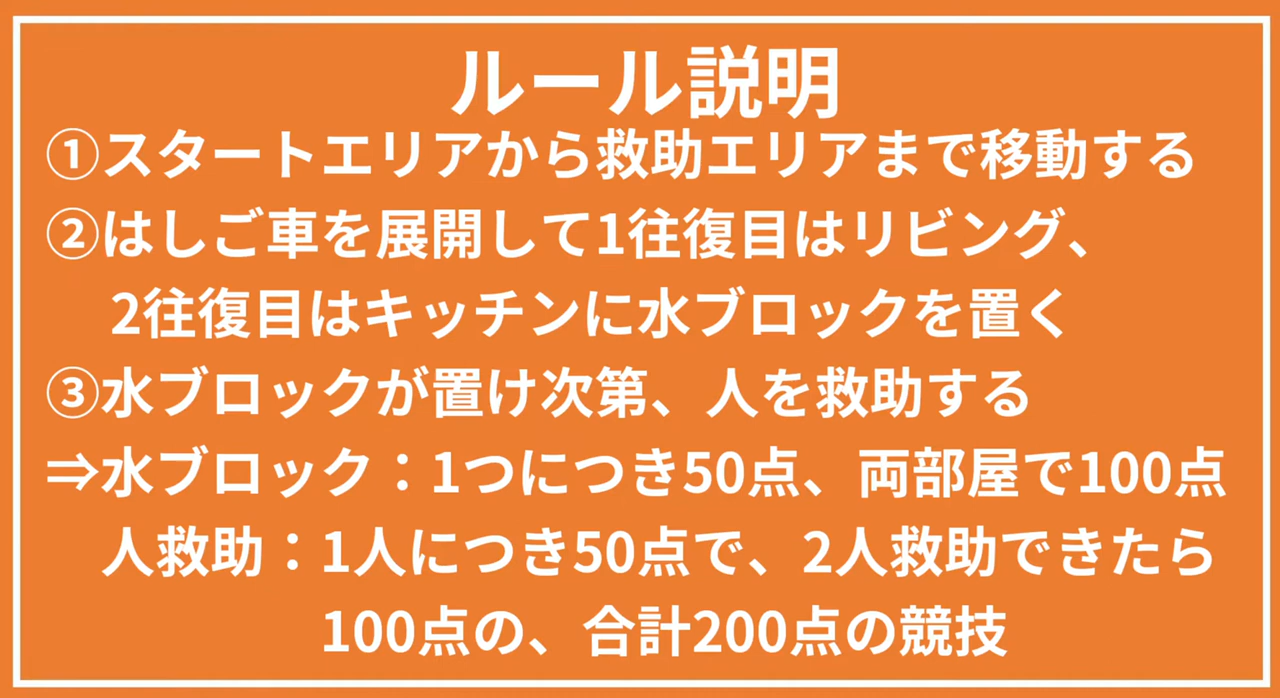 ルール説明
①スタートエリアから救助エリアまで移動する
②はしご車を展開して1往復目はリビング、
2往復目はキッチンに水ブロックを置く
③水ブロックが置け次第、人を救助する
⇒水ブロック：1つにつき50点、両部屋で100点
人救助：1人につき50点で、2人救助できたら
100点の、合計200点の競技